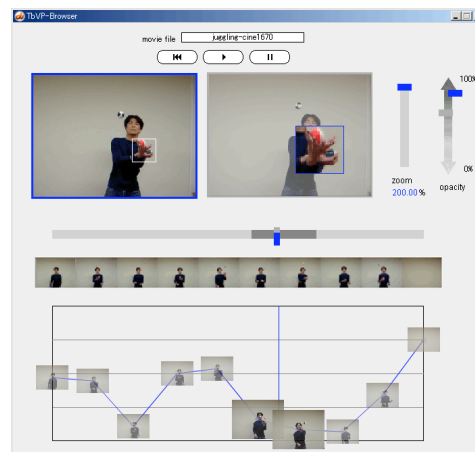 TbVP-Browser
movie file
juggling-cine1670
100%
0%
zoom
200.00 %
opacity